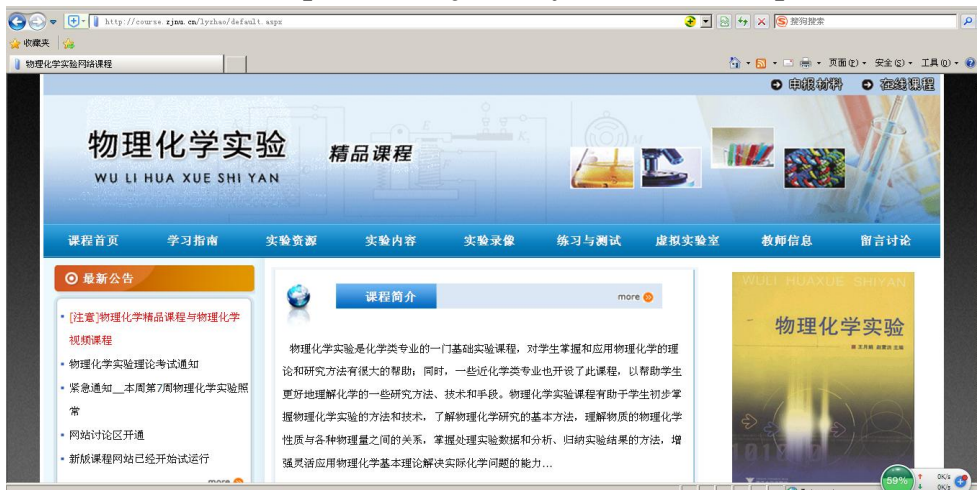 http://course.zjnu.cn/lyzhao/default.aspx
搜狗搜索
收藏夹
物理化学实验网络课程
页面(P)
安全(S)
工具(O)
申报材料
在线课程
物理化学实验
精品课程
WU LI HUA XUE SHI YAN
课程首页
学习指南
实验资源
实验内容
实验录像
练习与测试
虚拟实验室
教师信息
留言讨论
最新公告
[注意]物理化学精品课程与物理化学
视频课程
物理化学实验理论考试通知
紧急通知__本周第7周物理化学实验照
常
网站讨论区开通
新版课程网站已经开始试运行
课程简介
more
物理化学实验是化学类专业的一门基础实验课程，对学生掌握和应用物理化学的理
论和研究方法有很大的帮助；同时，一些近化学类专业也开设了此课程，以帮助学生
更好地理解化学的一些研究方法、技术和手段。物理化学实验课程有助于学生初步掌
握物理化学实验的方法和技术，了解物理化学研究的基本方法，理解物质的物理化学
性质与各种物理量之间的关系，掌握处理实验数据和分析、归纳实验结果的方法，增
强灵活应用物理化学基本理论解决实际化学问题的能力...
WULI HUAXUE SHIYAN
物理化学实验
59%
0K/s
0K/s